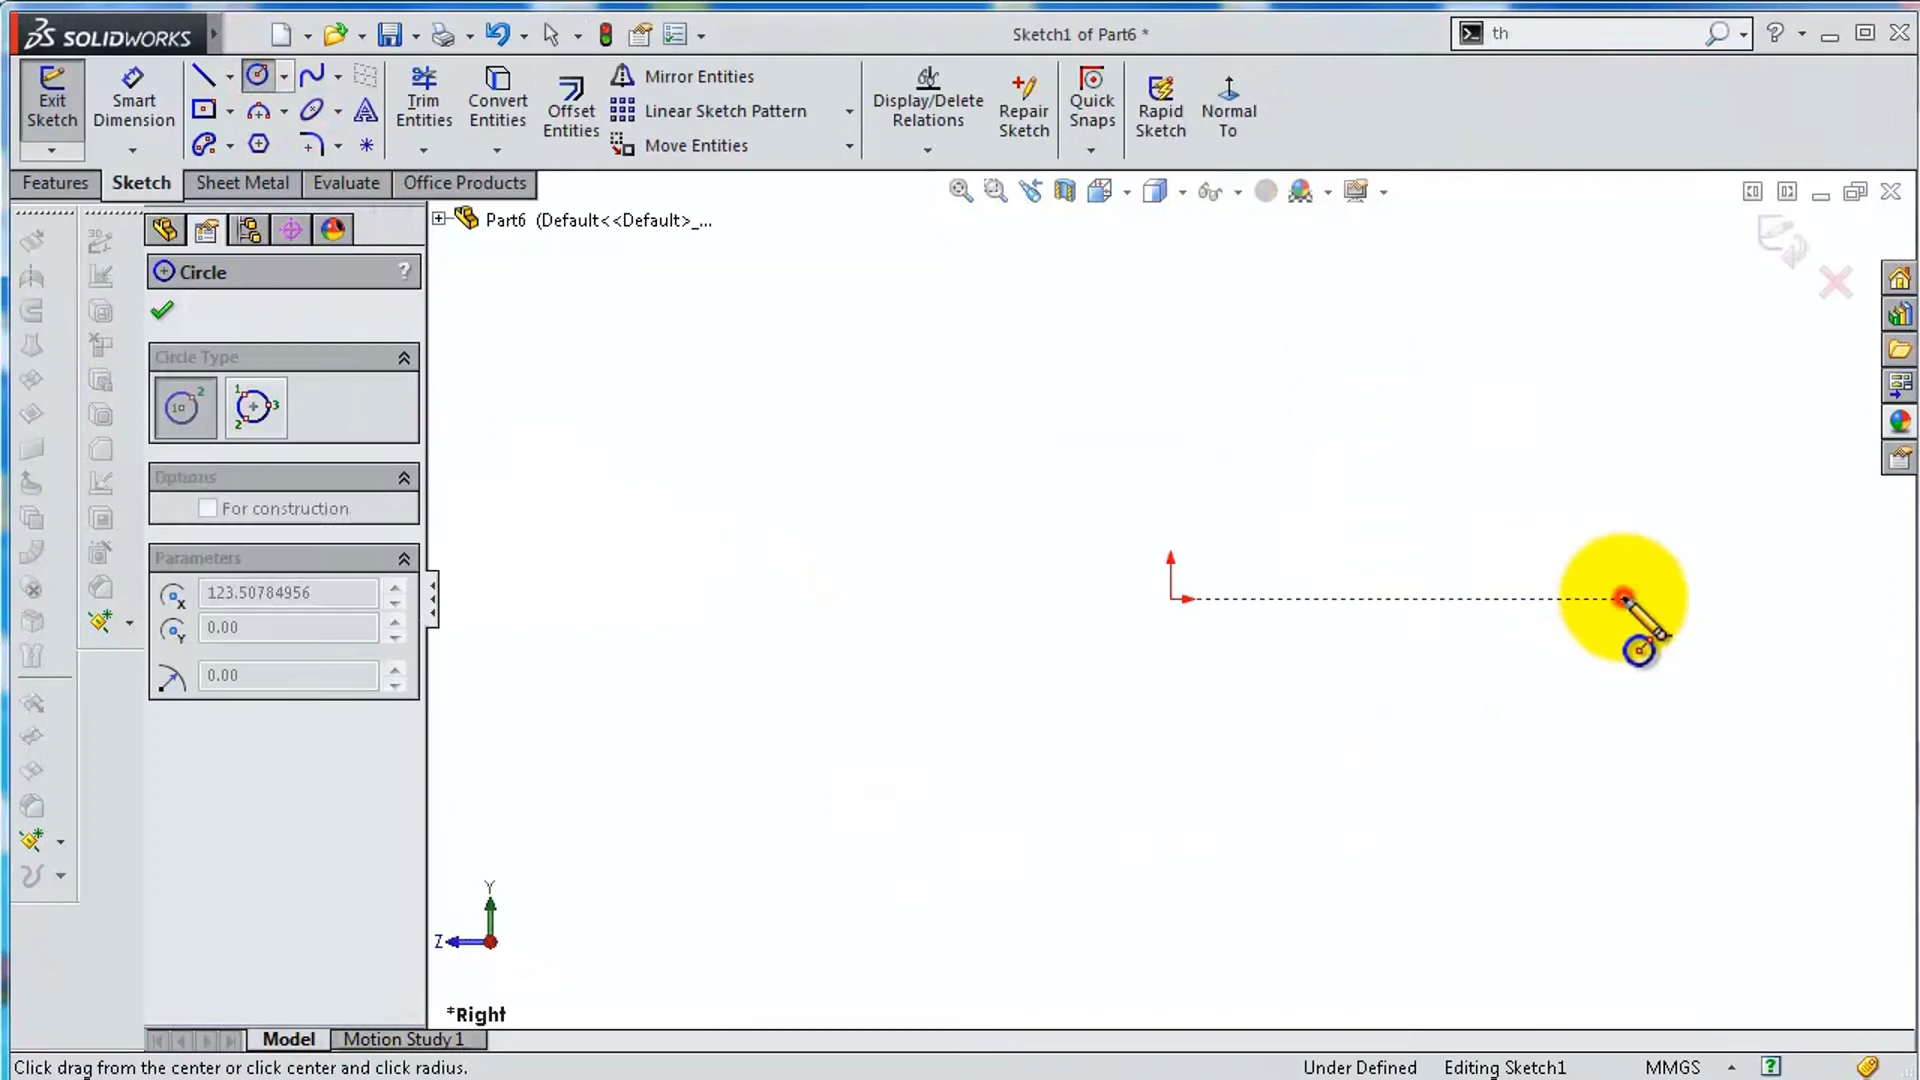 SOLIDWORKS
Sketch1 of Part6 *
th
Exit Sketch
Smart Dimension
Trim Entities
Convert Entities
Offset Entities
Mirror Entities
Linear Sketch Pattern
Move Entities
Display/Delete Relations
Repair Sketch
Quick Snaps
Rapid Sketch
Normal To
Features
Sketch
Sheet Metal
Evaluate
Office Products
Part6 (Default<<Default>_...
Circle
?
Circle Type
Options
For construction
Parameters
123.50784956
0.00
0.00
Y
Z
*Right
Model
Motion Study 1
Click drag from the center or click center and click radius.
Under Defined
Editing Sketch1
MMGS